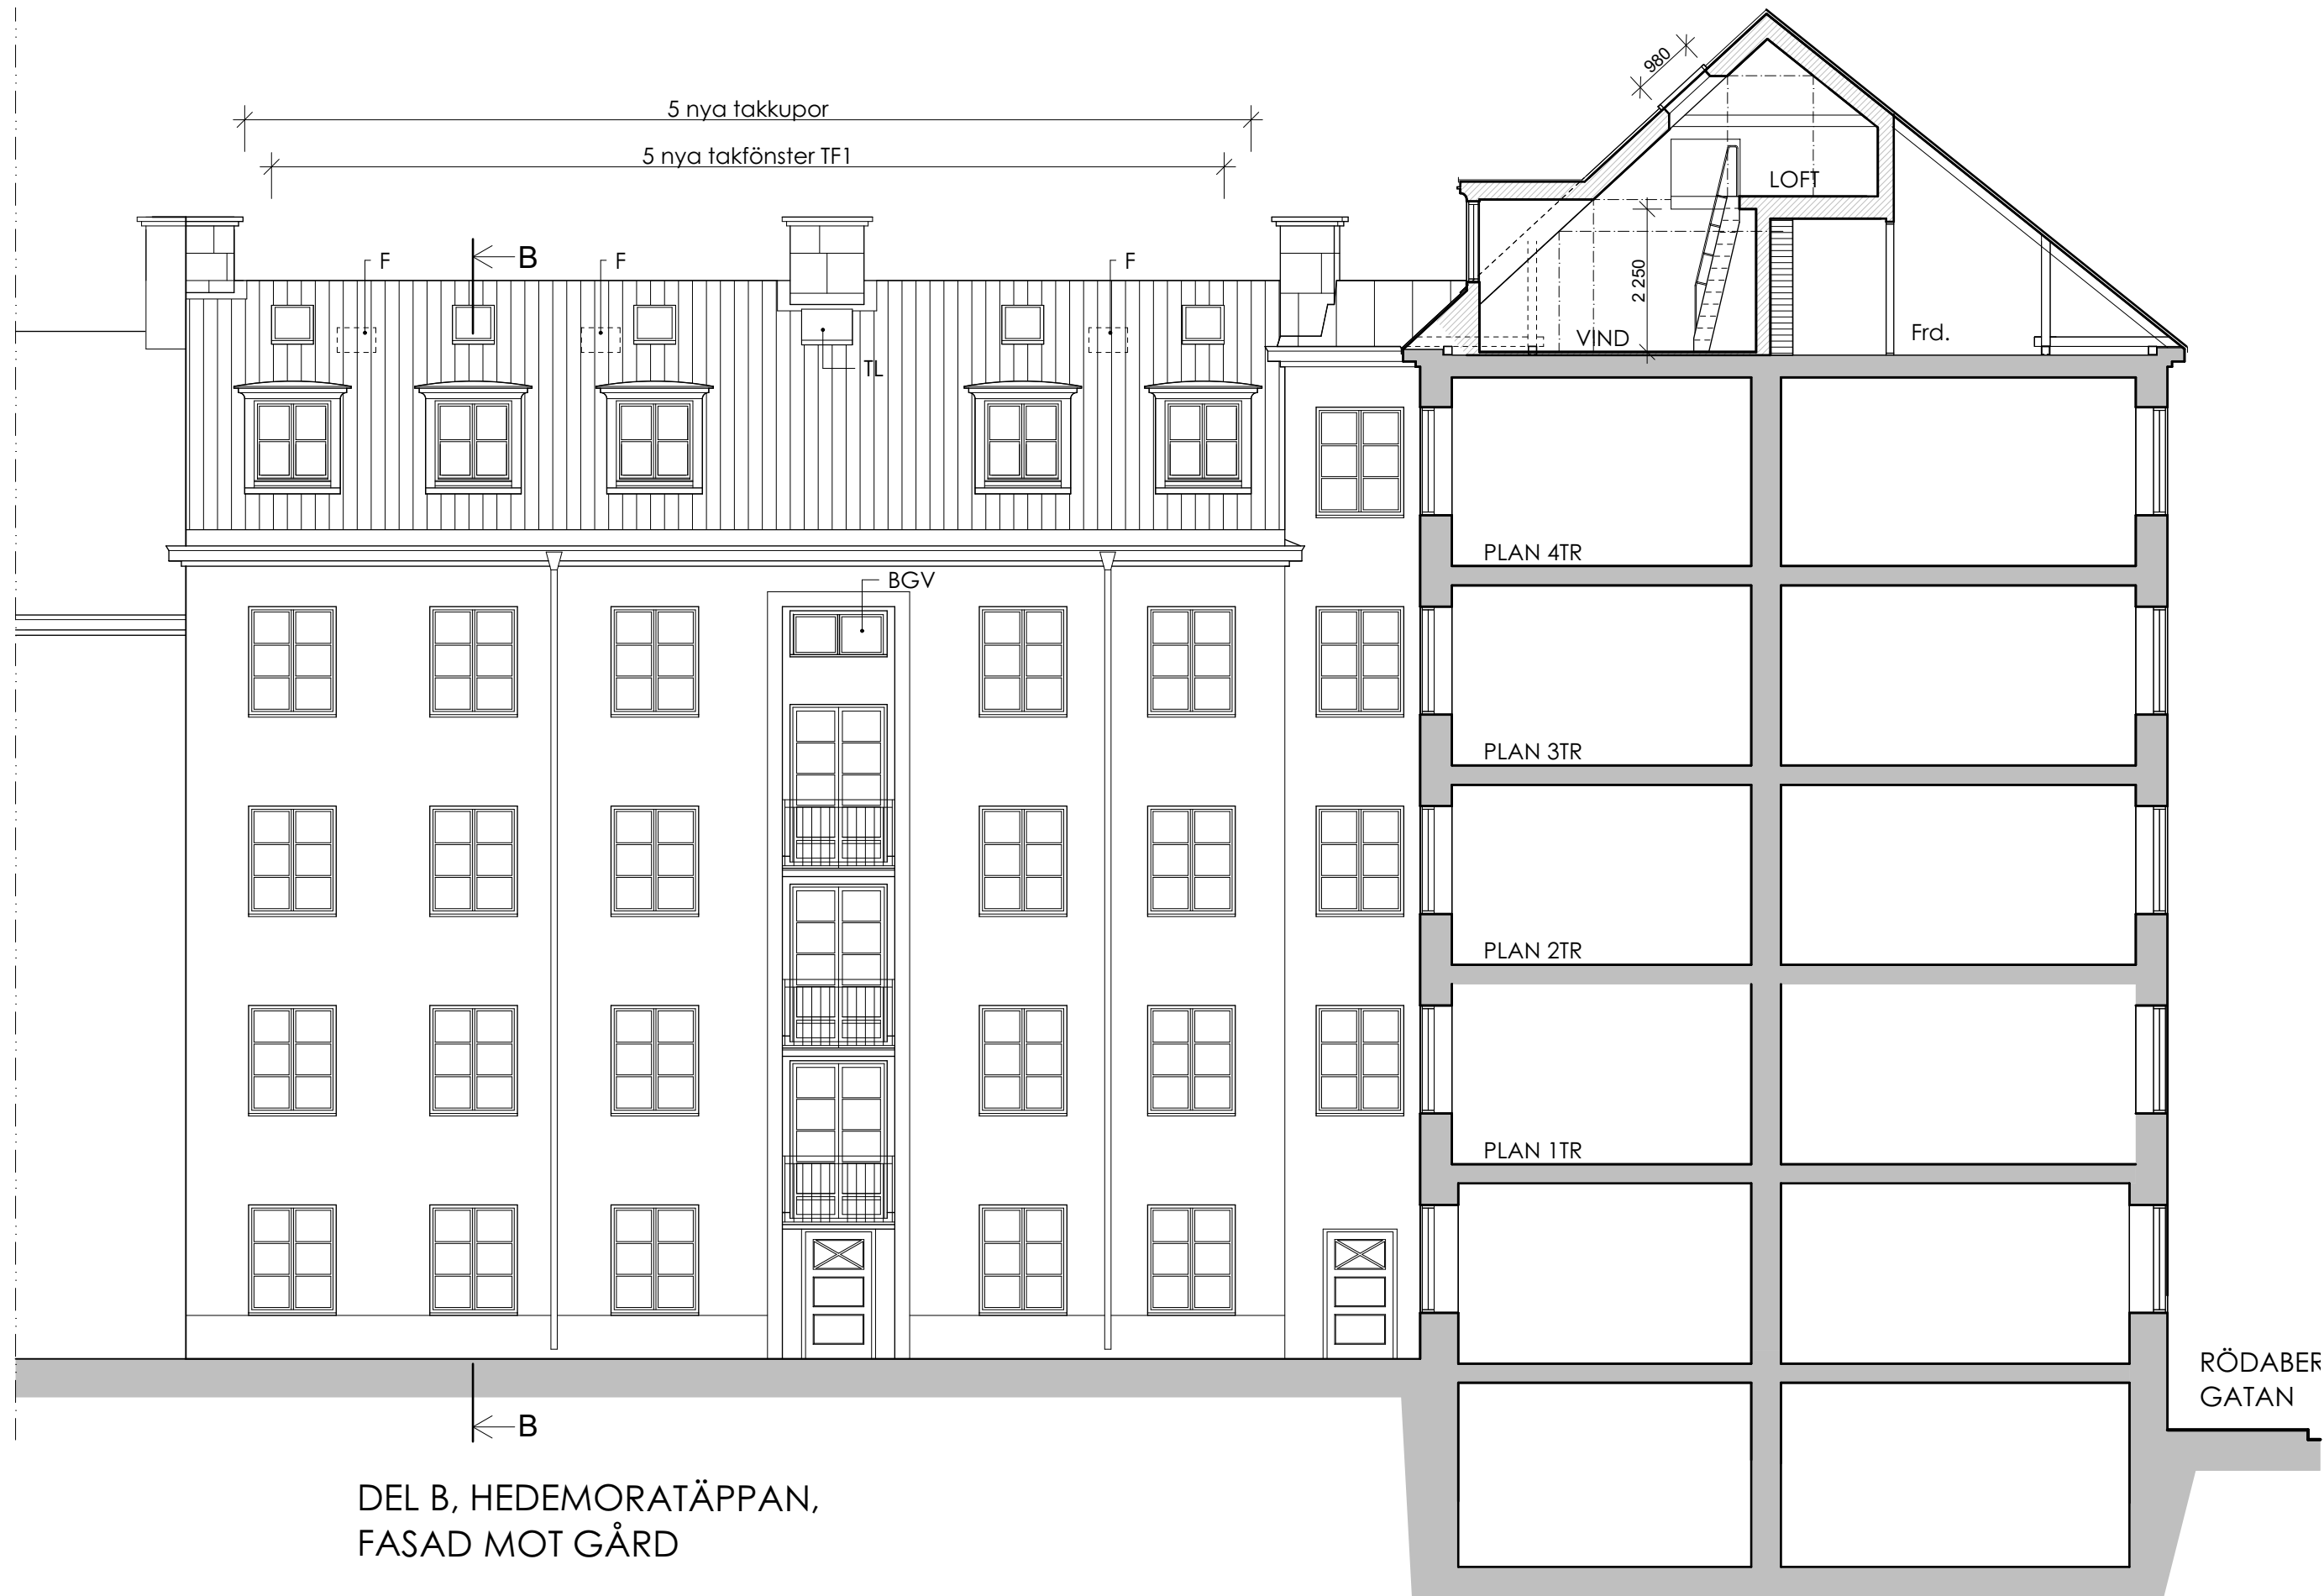 980
5 nya takkupor
5 nya takfönster TF1
LOFT
F
B
F
F
2 250
VIND
Frd.
TL
PLAN 4TR
BGV
PLAN 3TR
PLAN 2TR
PLAN 1TR
RÖDABER
GATAN
B
DEL B, HEDEMORATÄPPAN,
FASAD MOT GÅRD